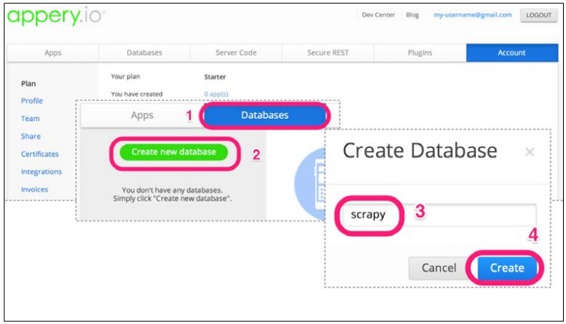 appery.io
Dev Center Blog my-username@gmail.com LOGOUT
Apps Databases Server Code Secure REST Plugins Account
Plan
Profile
Team
Share
Certificates
Integrations
Invoices
Your plan Starter
You have created 0 app(s)
Apps 1 Databases
Create new database 2
You don't have any databases.
Simply click "Create new database".
Create Database ×
scrapy 3
4
Cancel Create